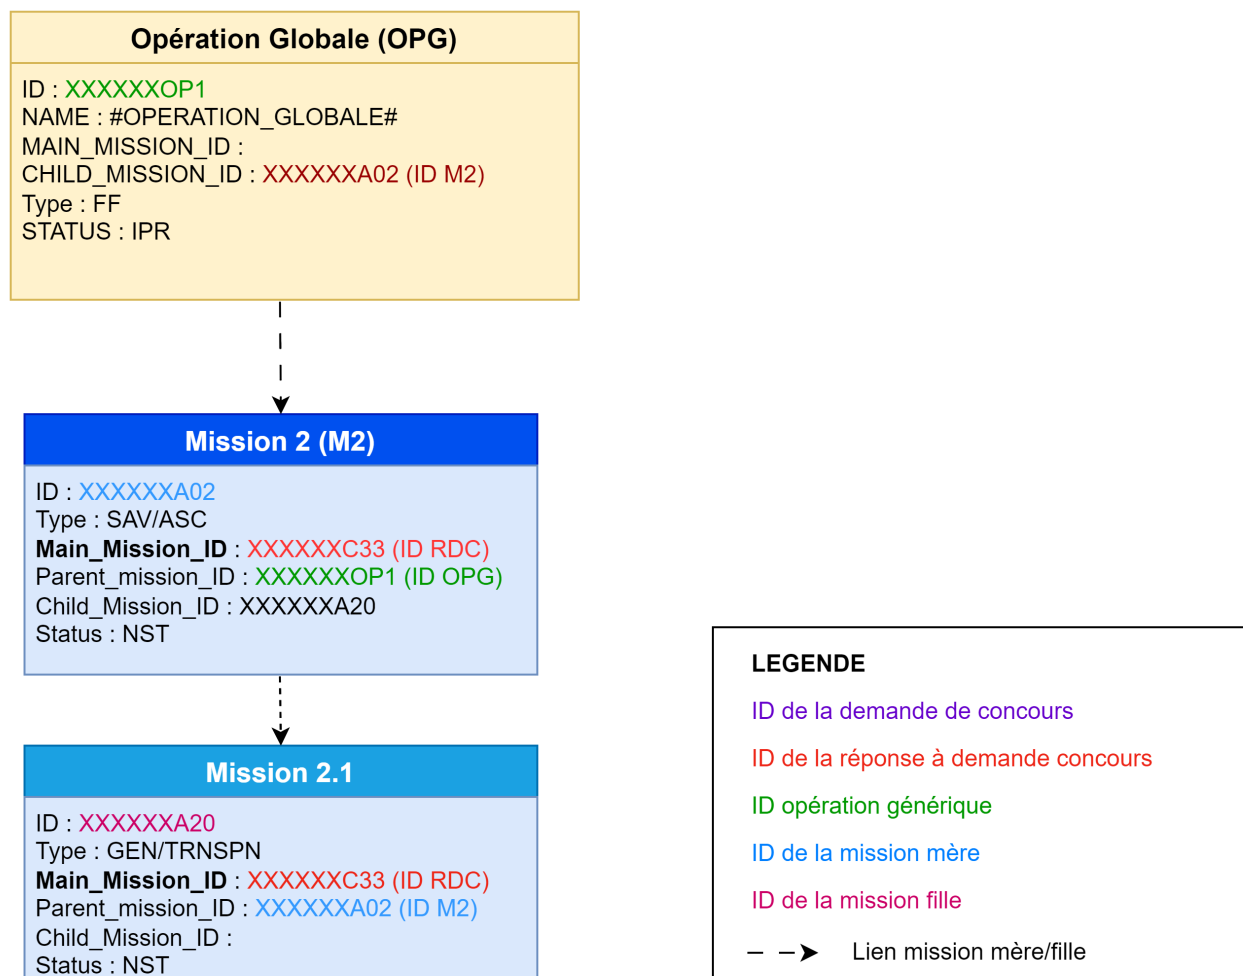 Opération Globale (OPG)
ID : XXXXXXOP1
NAME : #OPERATION_GLOBALE#
MAIN_MISSION_ID :
CHILD_MISSION_ID : XXXXXXA02 (ID M2)
Type : FF
STATUS : IPR
Mission 2 (M2)
ID : XXXXXXA02
Type : SAV/ASC
Main_Mission_ID : XXXXXXC33 (ID RDC)
Parent_mission_ID : XXXXXXOP1 (ID OPG)
Child_Mission_ID : XXXXXXA20
Status : NST
Mission 2.1
ID : XXXXXXA20
Type : GEN/TRNSPN
Main_Mission_ID : XXXXXXC33 (ID RDC)
Parent_mission_ID : XXXXXXA02 (ID M2)
Child_Mission_ID :
Status : NST
LEGENDE
ID de la demande de concours
ID de la réponse à demande concours
ID opération générique
ID de la mission mère
ID de la mission fille
Lien mission mère/fille